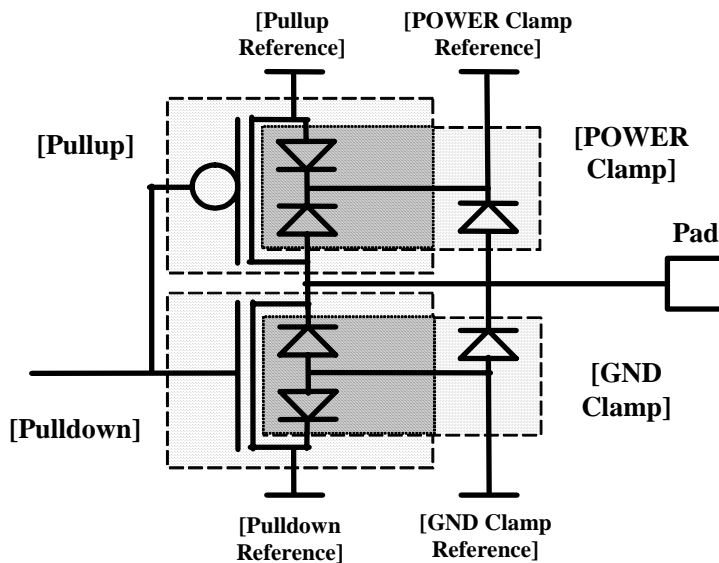 [Pullup
Reference]
[POWER Clamp
Reference]
[Pullup]
[POWER
Clamp]
Pad
[GND
Clamp]
[Pulldown]
[Pulldown
Reference]
[GND Clamp
Reference]